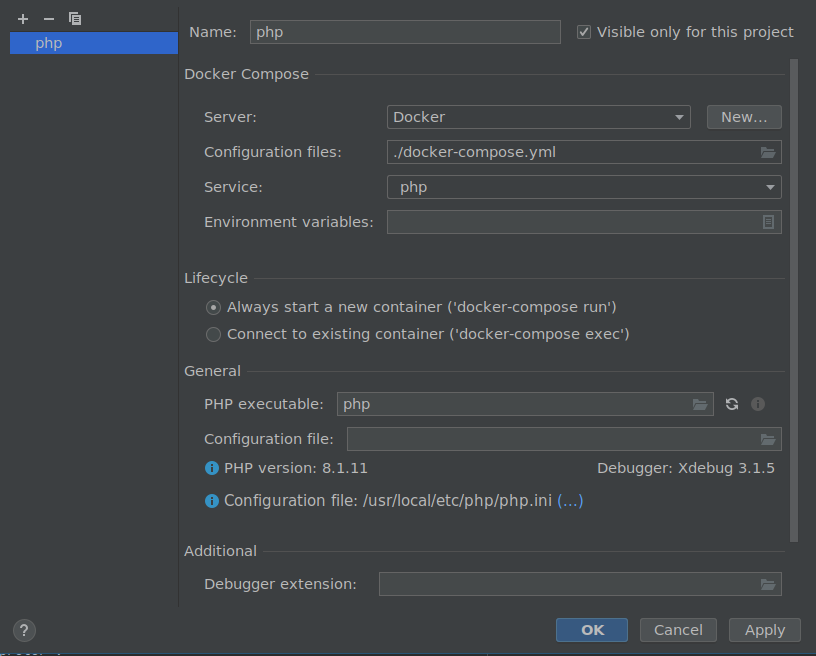 php
Name: php Visible only for this project
Docker Compose
Server: Docker New...
Configuration files: ./docker-compose.yml
Service: php
Environment variables:
Lifecycle
Always start a new container ('docker-compose run')
Connect to existing container ('docker-compose exec')
General
PHP executable: php
Configuration file:
PHP version: 8.1.11 Debugger: Xdebug 3.1.5
Configuration file: /usr/local/etc/php/php.ini (...)
Additional
Debugger extension:
? OK Cancel Apply